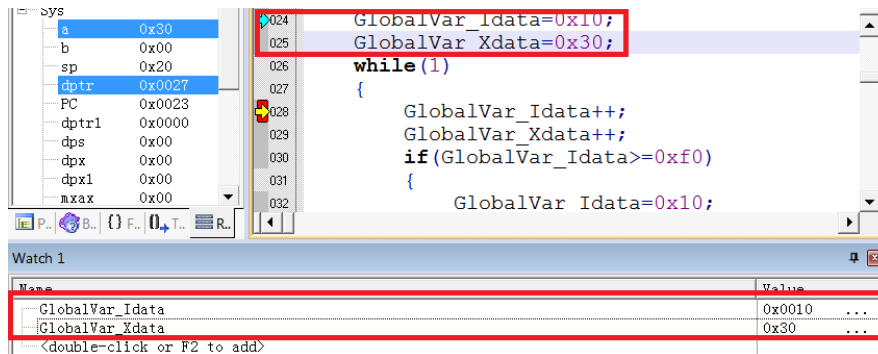 Sys
a 0x30
b 0x00
sp 0x20
dptr 0x0027
PC 0x0023
dptr1 0x0000
dps 0x00
dpx 0x00
dpx1 0x00
mxax 0x00
P.. B.. {} F.. 0 T.. R..
024 GlobalVar_Idata=0x10;
025 GlobalVar_Xdata=0x30;
026 while(1)
027 {
028 GlobalVar_Idata++;
029 GlobalVar_Xdata++;
030 if(GlobalVar_Idata>=0xf0)
031 {
032 GlobalVar_Idata=0x10;
Watch 1
Name Value
GlobalVar_Idata 0x0010 ...
GlobalVar_Xdata 0x30 ...
<double-click or F2 to add>